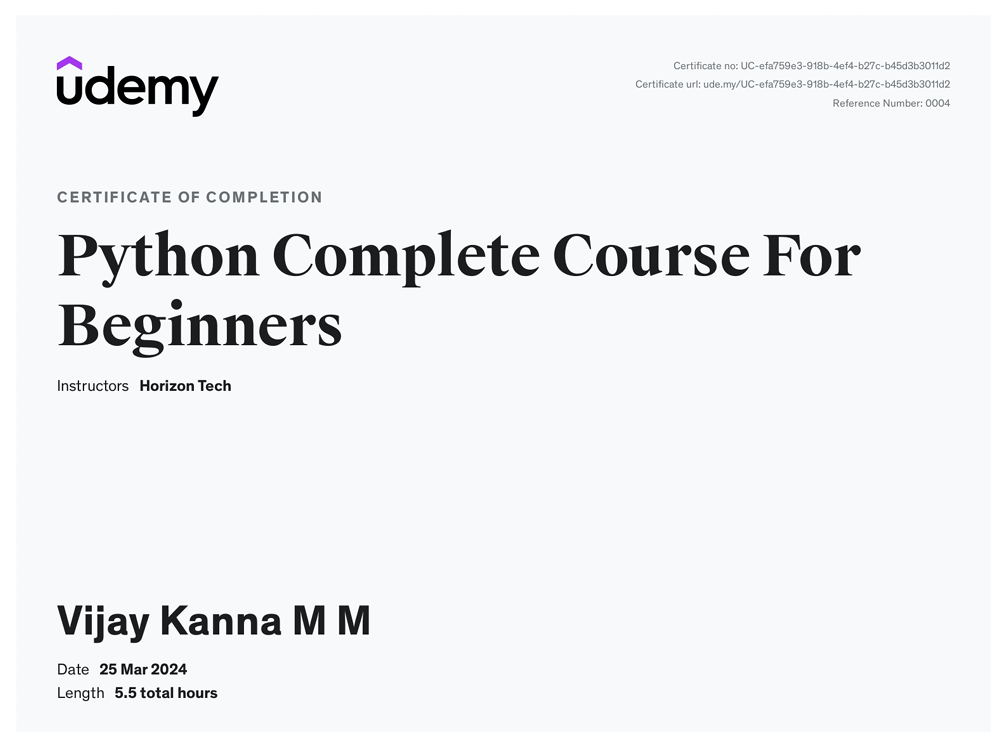 udemy
Certificate no: UC-efa759e3-918b-4ef4-b27c-b45d3b3011d2
Certificate url: ude.my/UC-efa759e3-918b-4ef4-b27c-b45d3b3011d2
Reference Number: 0004
CERTIFICATE OF COMPLETION
Python Complete Course For
Beginners
Instructors Horizon Tech
Vijay Kanna M M
Date 25 Mar 2024
Length 5.5 total hours